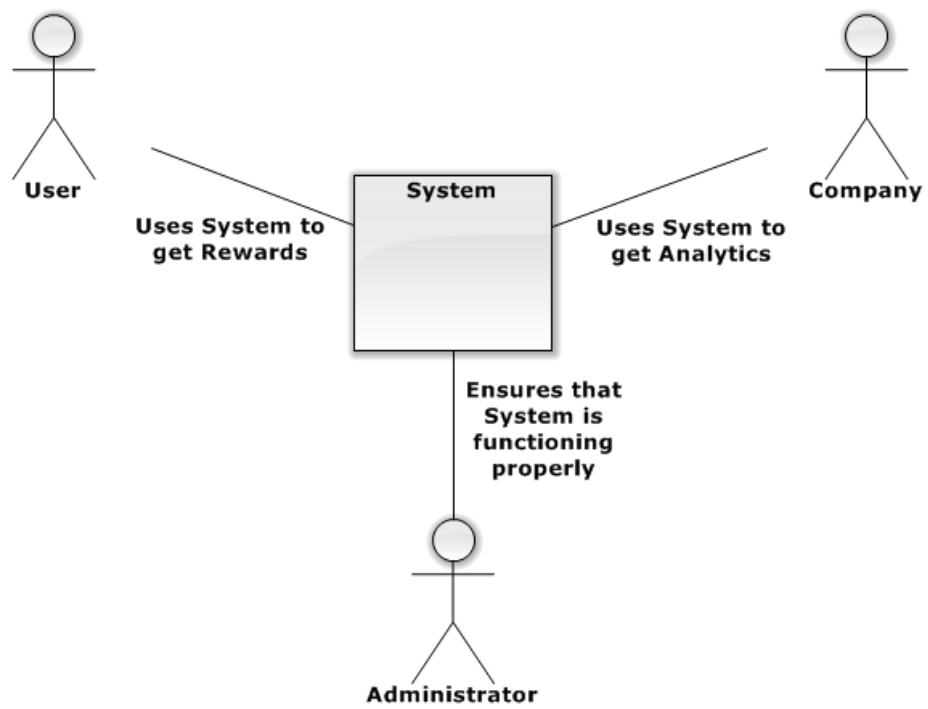 User
System
Company
Uses System to
get Rewards
Uses System to
get Analytics
Ensures that
System is
functioning
properly
Administrator